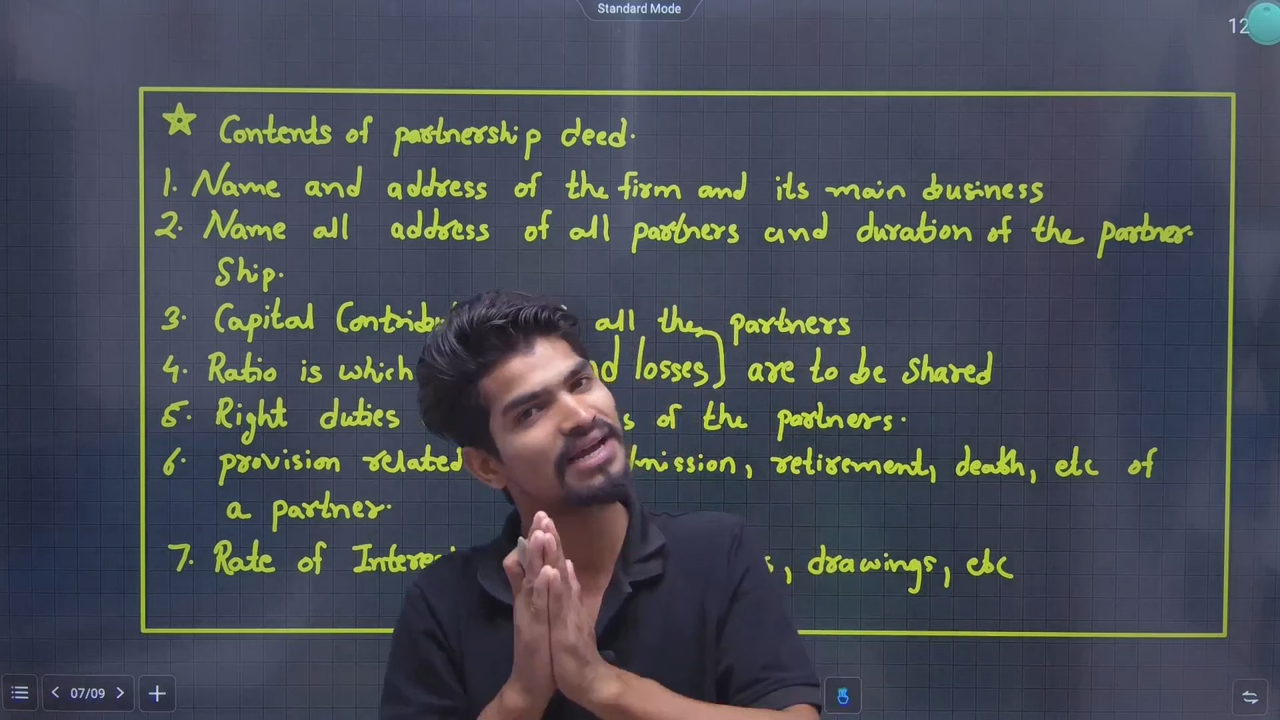 Standard Mode
12
Contents of partnership deed.
1. Name and address of the firm and its main business
2. Name all address of all partners and duration of the partner-
Ship.
3. Capital all the partners
4. Ratio is which losses are to be shared
5. Right duties of the partners.
6. provision related retirement, death, etc of
a partner.
7. Rate of drawings, etc
07/09